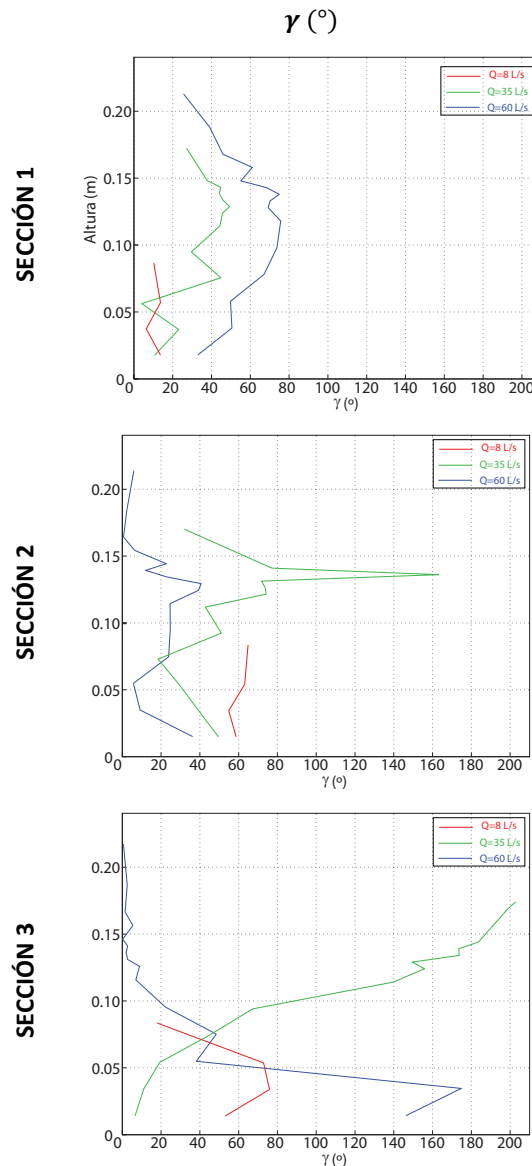 γ (°)
SECCIÓN 1
Altura (m)
0.20
0.15
0.10
0.05
0
0 20 40 60 80 100 120 140 160 180 200
γ (º)
Q=8 L/s
Q=35 L/s
Q=60 L/s
SECCIÓN 2
0.20
0.15
0.10
0.05
0
0 20 40 60 80 100 120 140 160 180 200
γ (º)
Q=8 L/s
Q=35 L/s
Q=60 L/s
SECCIÓN 3
0.20
0.15
0.10
0.05
0
0 20 40 60 80 100 120 140 160 180 200
γ (º)
Q=8 L/s
Q=35 L/s
Q=60 L/s